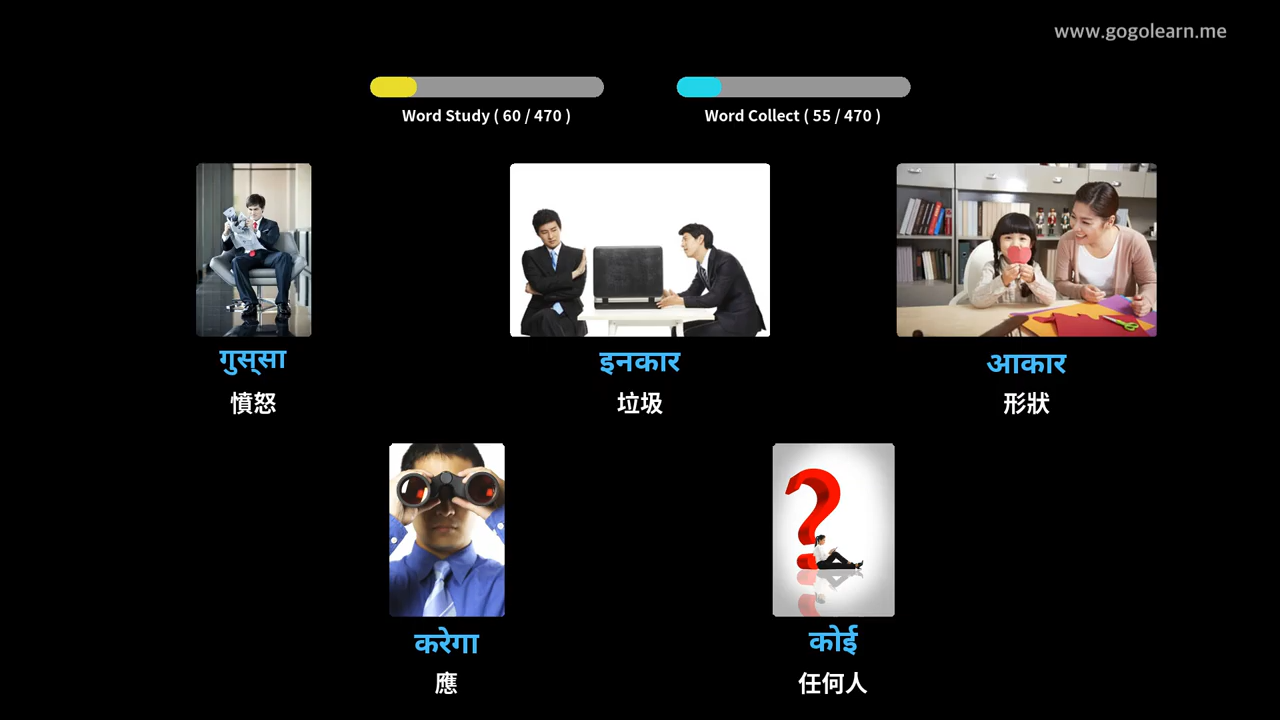 www.gogolearn.me
Word Study ( 60 / 470 )
Word Collect ( 55 / 470 )
गुस्सा
憤怒
इनकार
垃圾
आकार
形狀
करेगा
應
कोई
任何人